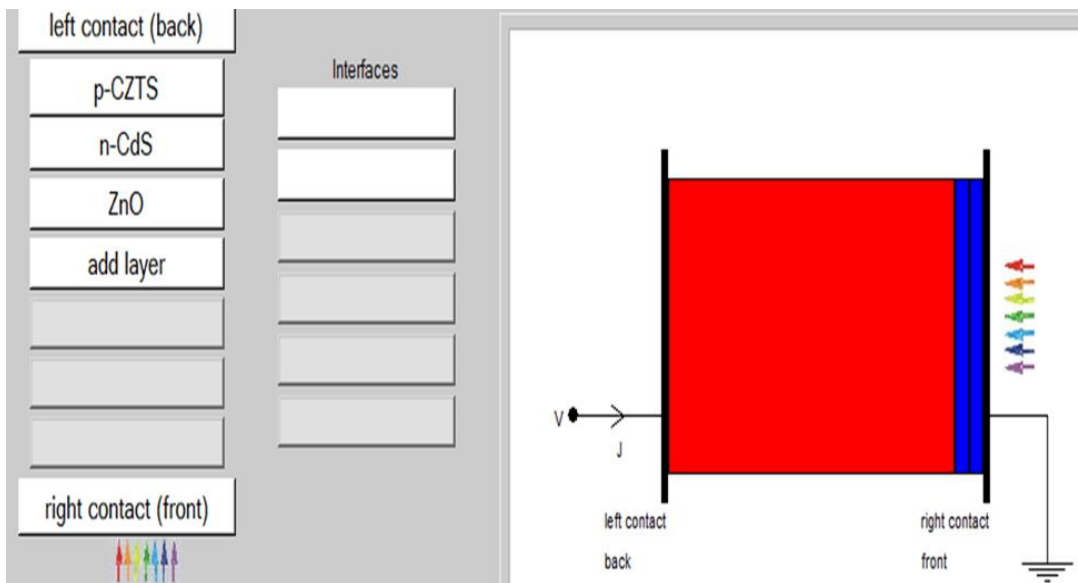 left contact (back)
p-CZTS
n-CdS
ZnO
add layer
right contact (front)
Interfaces
V
J
left contact
back
right contact
front